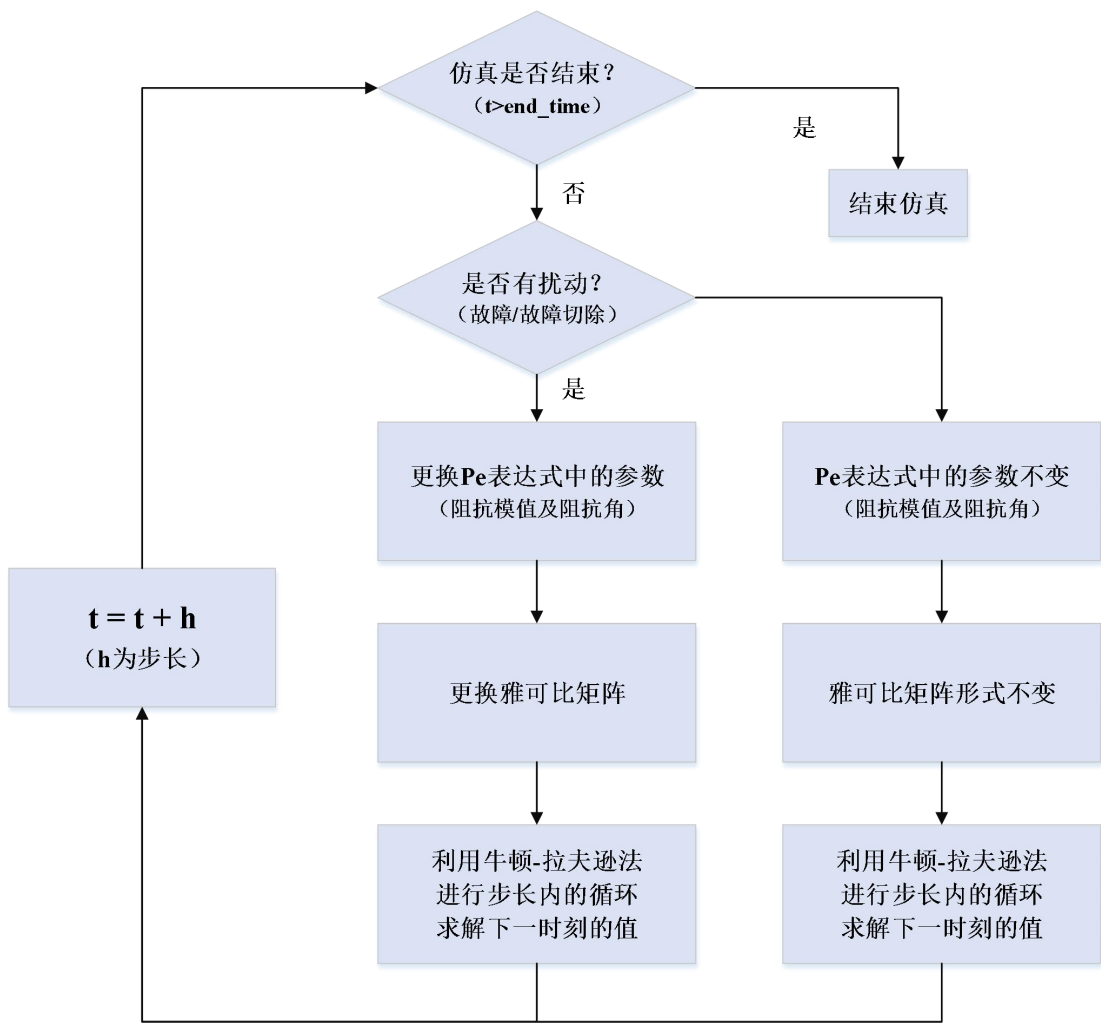 仿真是否结束？
（t>end_time）
是
结束仿真
否
是否有扰动？
（故障/故障切除）
是
更换Pe表达式中的参数
（阻抗模值及阻抗角）
Pe表达式中的参数不变
（阻抗模值及阻抗角）
t = t + h
（h为步长）
更换雅可比矩阵
雅可比矩阵形式不变
利用牛顿-拉夫逊法
进行步长内的循环
求解下一时刻的值
利用牛顿-拉夫逊法
进行步长内的循环
求解下一时刻的值